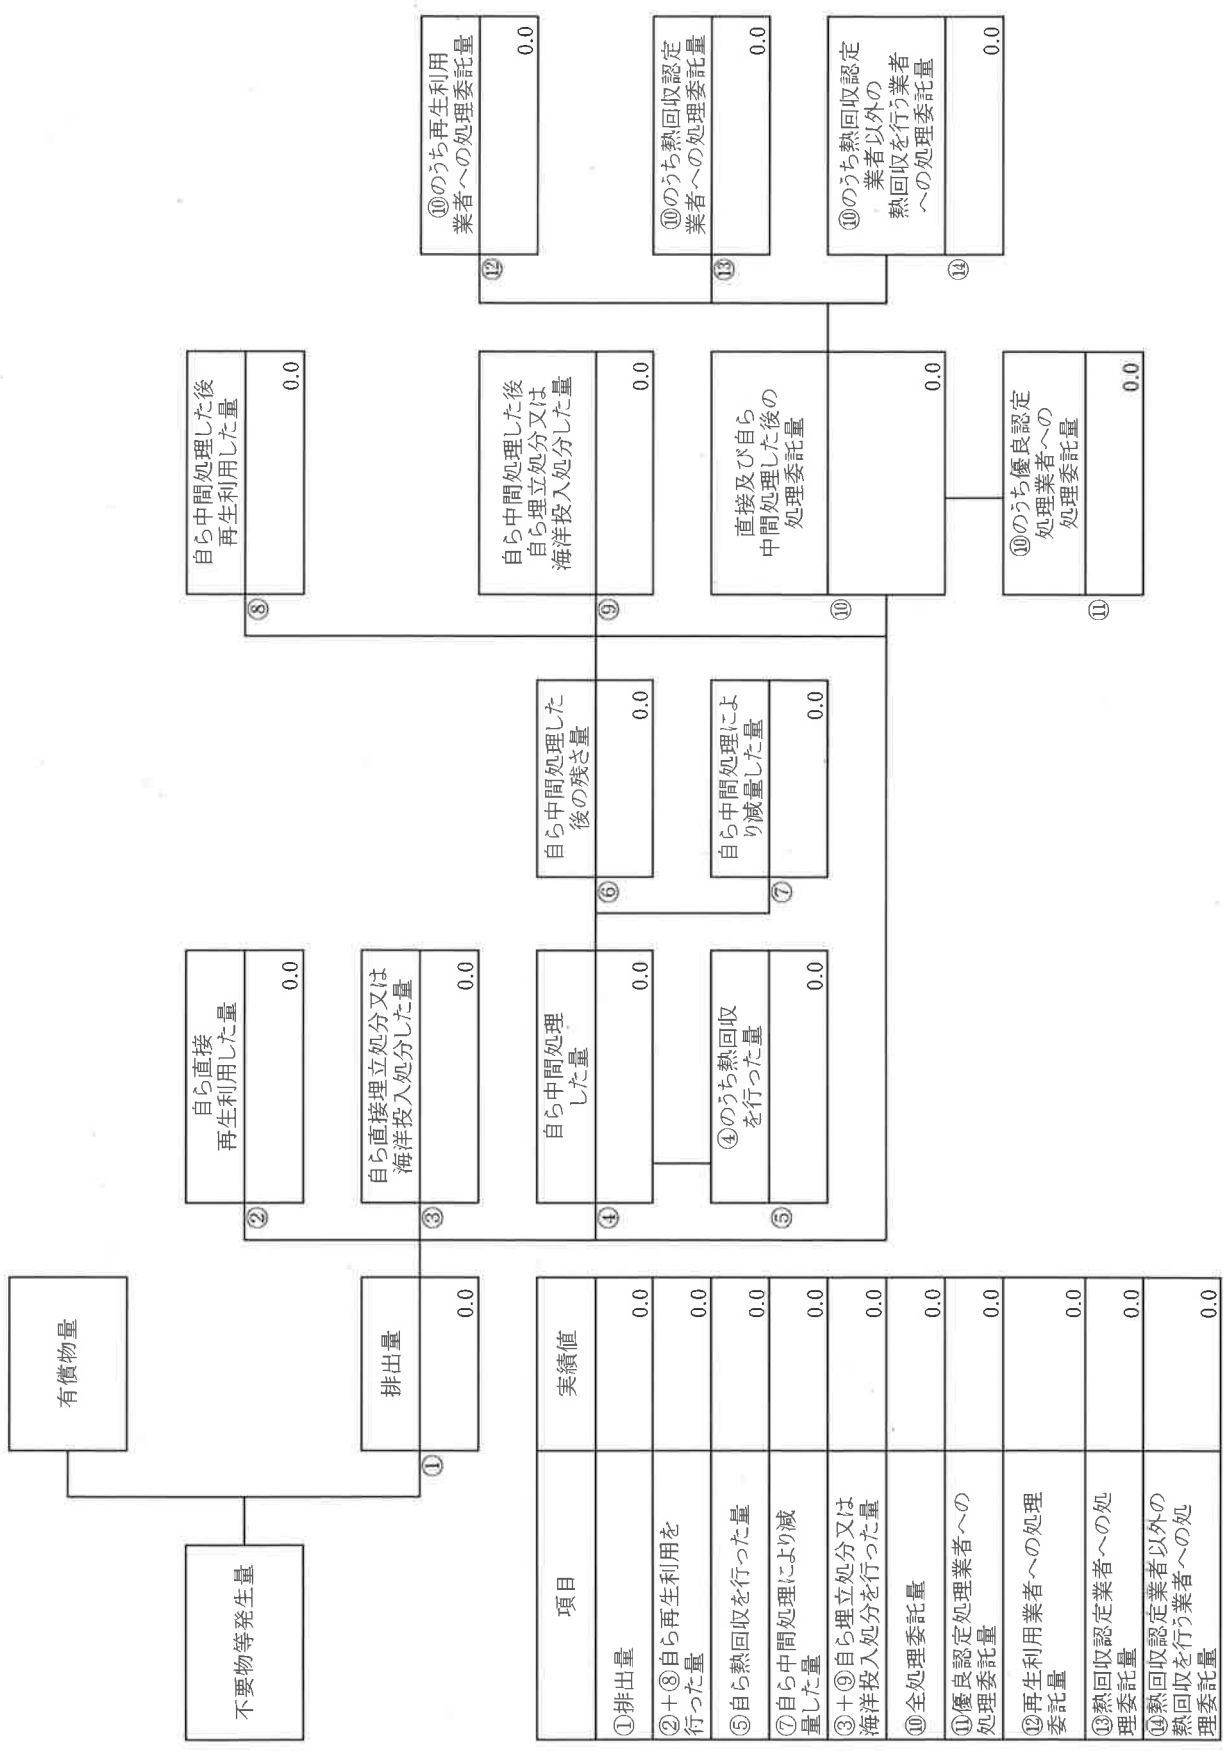 不要物等発生量
有償物量
排出量
①
0.0
自ら直接
再生利用した量
②
0.0
自ら直接埋立処分又は
海洋投入処分した量
③
0.0
自ら中間処理
した量
④
0.0
④のうち熱回収
を行った量
⑤
0.0
自ら中間処理した
後の残さ量
⑥
0.0
自ら中間処理によ
り減量した量
⑦
0.0
自ら中間処理した後
再生利用した量
⑧
0.0
自ら中間処理した後
自ら埋立処分又は
海洋投入処分した量
⑨
0.0
直接及び自ら
中間処理した後の
処理委託量
⑩
0.0
⑩のうち優良認定
処理業者への
処理委託量
⑪
0.0
⑩のうち再生利用
業者への処理委託量
⑫
0.0
⑩のうち熱回収認定
業者への処理委託量
⑬
0.0
⑩のうち熱回収認定
業者以外の
熱回収を行う業者
への処理委託量
⑭
0.0
項目
実績値
①排出量
0.0
②＋⑧自ら再生利用を
行った量
0.0
⑤自ら熱回収を行った量
0.0
⑦自ら中間処理により減
量した量
0.0
③＋⑨自ら埋立処分又は
海洋投入処分を行った量
0.0
⑩全処理委託量
0.0
⑪優良認定処理業者への
処理委託量
0.0
⑫再生利用業者への処理
委託量
0.0
⑬熱回収認定業者への処
理委託量
0.0
⑭熱回収認定業者以外の
熱回収を行う業者への処
理委託量
0.0